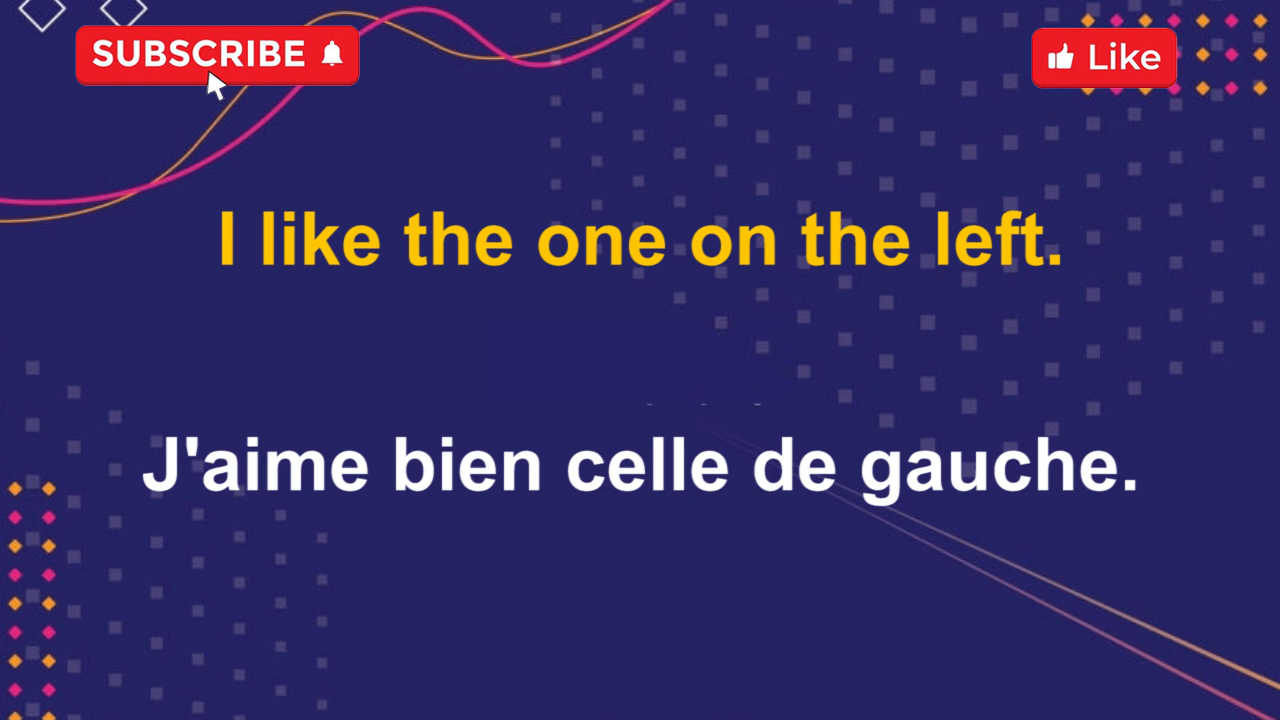 SUBSCRIBE
Like
I like the one on the left.
J'aime bien celle de gauche.